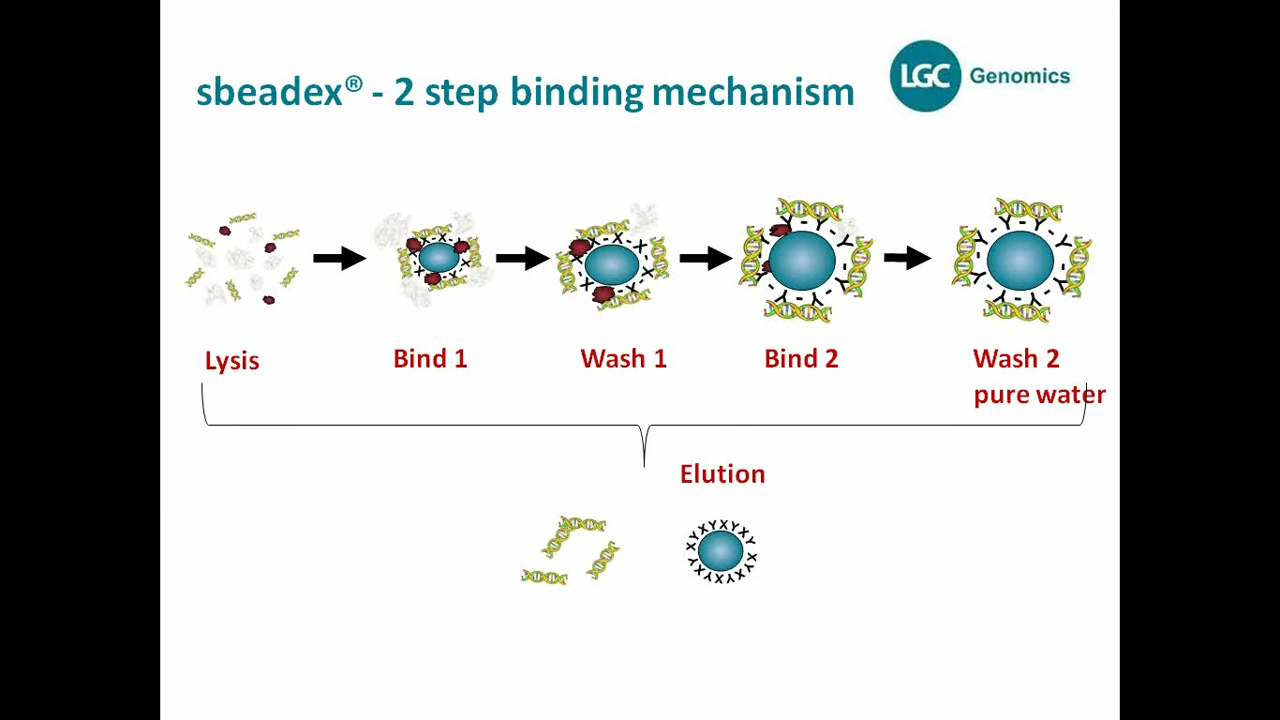 sbeadex® - 2 step binding mechanism
LGC Genomics
Lysis
Bind 1
Wash 1
Bind 2
Wash 2
pure water
Elution